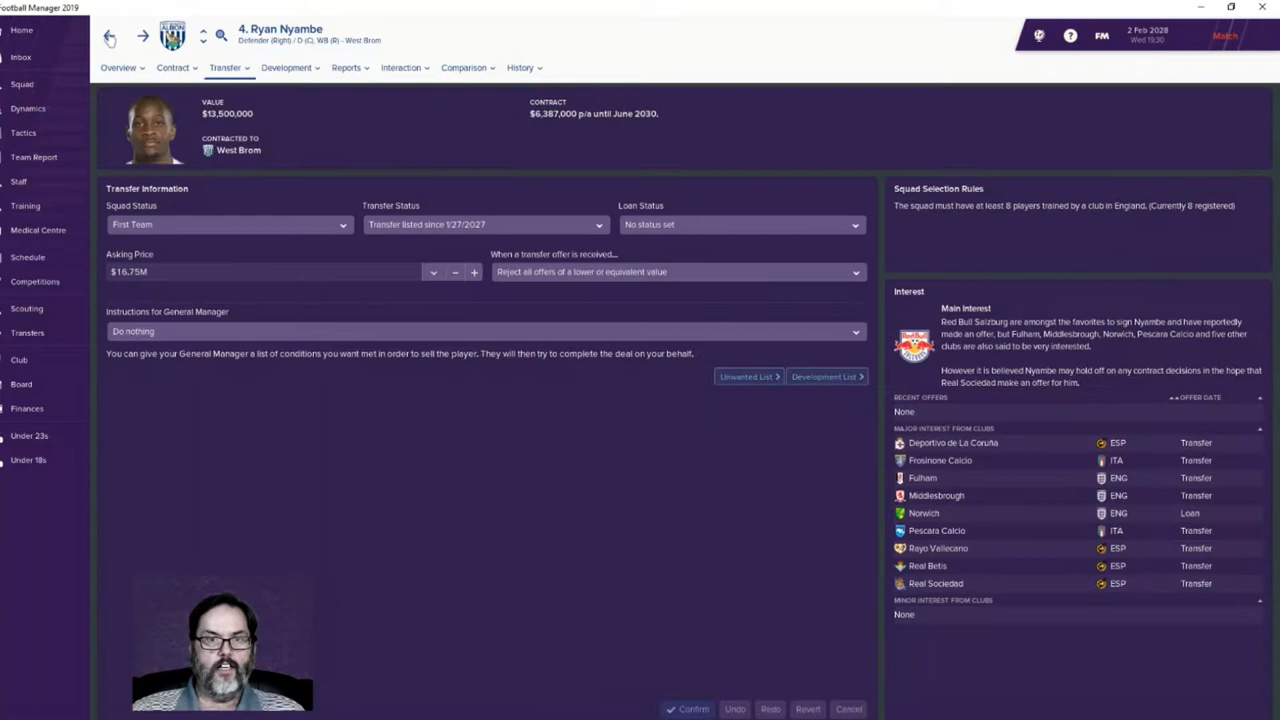 Football Manager 2019
4. Ryan Nyambe
Defender (Right) / D (C), WB (R) - West Brom
FM
2 Feb 2028
Wed 19:30
Match
Overview
Contract
Transfer
Development
Reports
Interaction
Comparison
History
Home
Inbox
Squad
Dynamics
Tactics
Team Report
Staff
Training
Medical Centre
Schedule
Competitions
Scouting
Transfers
Club
Board
Finances
Under 23s
Under 18s
VALUE
$13,500,000
CONTRACTED TO
West Brom
CONTRACT
$6,387,000 p/a until June 2030.
Transfer Information
Squad Status
First Team
Transfer Status
Transfer listed since 1/27/2027
Loan Status
No status set
Asking Price
$16.75M
When a transfer offer is received...
Reject all offers of a lower or equivalent value
Instructions for General Manager
Do nothing
You can give your General Manager a list of conditions you want met in order to sell the player. They will then try to complete the deal on your behalf.
Unwanted List >
Development List >
Confirm
Undo
Redo
Revert
Cancel
Squad Selection Rules
The squad must have at least 8 players trained by a club in England. (Currently 8 registered)
Interest
Main Interest
Red Bull Salzburg are amongst the favorites to sign Nyambe and have reportedly
made an offer, but Fulham, Middlesbrough, Norwich, Pescara Calcio and five other
clubs are also said to be very interested.
However it is believed Nyambe may hold off on any contract decisions in the hope that
Real Sociedad make an offer for him.
RECENT OFFERS OFFER DATE
None
MAJOR INTEREST FROM CLUBS
Deportivo de La Coruña ESP Transfer
Frosinone Calcio ITA Transfer
Fulham ENG Transfer
Middlesbrough ENG Transfer
Norwich ENG Loan
Pescara Calcio ITA Transfer
Rayo Vallecano ESP Transfer
Real Betis ESP Transfer
Real Sociedad ESP Transfer
MINOR INTEREST FROM CLUBS
None